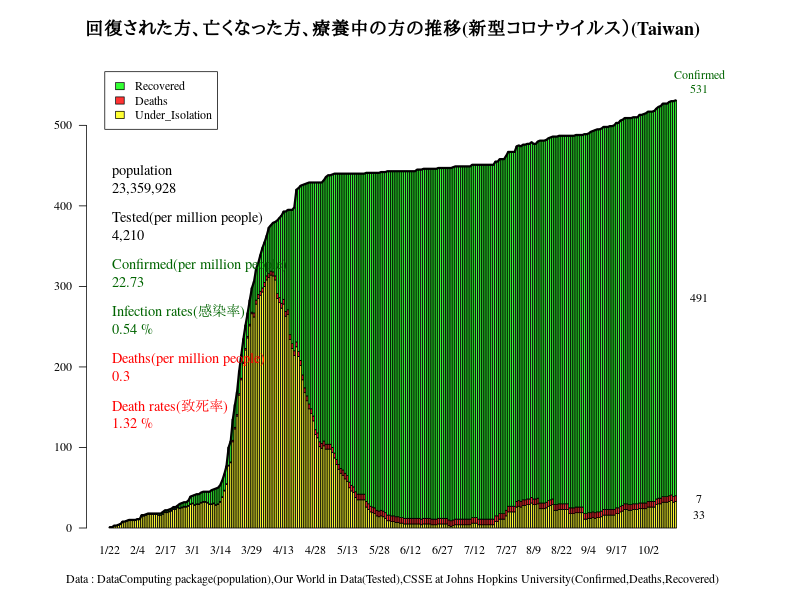 回復された方、亡くなった方、療養中の方の推移(新型コロナウイルス）(Taiwan)
Confirmed
531
Recovered
Deaths
Under_Isolation
population
23,359,928
Tested(per million people)
4,210
Confirmed(per million people)
22.73
Infection rates(感染率)
0.54 %
Deaths(per million people)
0.3
Death rates(致死率)
1.32 %
500
400
300
200
100
0
491
7
33
1/22 2/4 2/17 3/1 3/14 3/29 4/13 4/28 5/13 5/28 6/12 6/27 7/12 7/27 8/9 8/22 9/4 9/17 10/2
Data : DataComputing package(population),Our World in Data(Tested),CSSE at Johns Hopkins University(Confirmed,Deaths,Recovered)